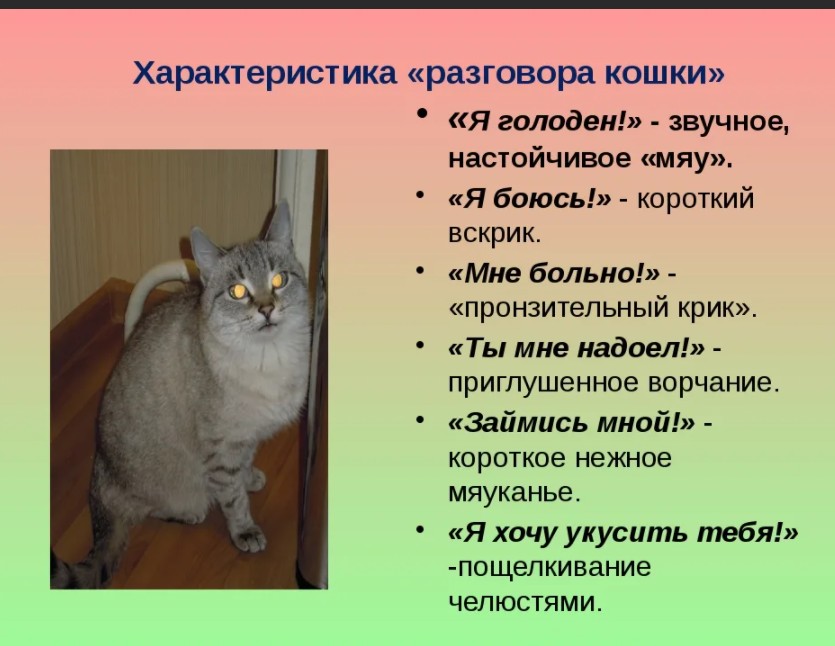 Характеристика «разговора кошки»
• «Я голоден!» - звучное,
настойчивое «мяу».
• «Я боюсь!» - короткий
вскрик.
• «Мне больно!» -
«пронзительный крик».
• «Ты мне надоел!» -
приглушенное ворчание.
• «Займись мной!» -
короткое нежное
мяуканье.
• «Я хочу укусить тебя!»
-пощелкивание
челюстями.